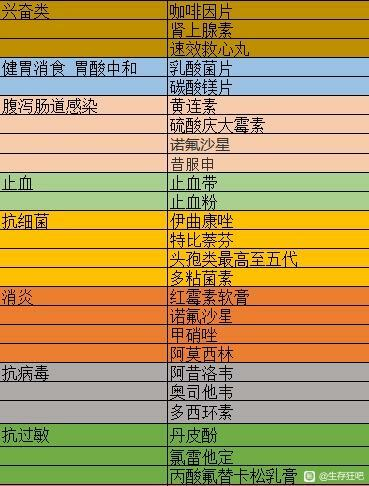 兴奋类 咖啡因片
肾上腺素
速效救心丸
健胃消食 胃酸中和 乳酸菌片
碳酸镁片
腹泻肠道感染 黄连素
硫酸庆大霉素
诺氟沙星
昔服申
止血 止血带
止血粉
抗细菌 伊曲康唑
特比萘芬
头孢类最高至五代
多粘菌素
消炎 红霉素软膏
诺氟沙星
甲硝唑
阿莫西林
抗病毒 阿昔洛韦
奥司他韦
多西环素
抗过敏 丹皮酚
氯雷他定
丙酸氟替卡松乳膏
@生存狂吧